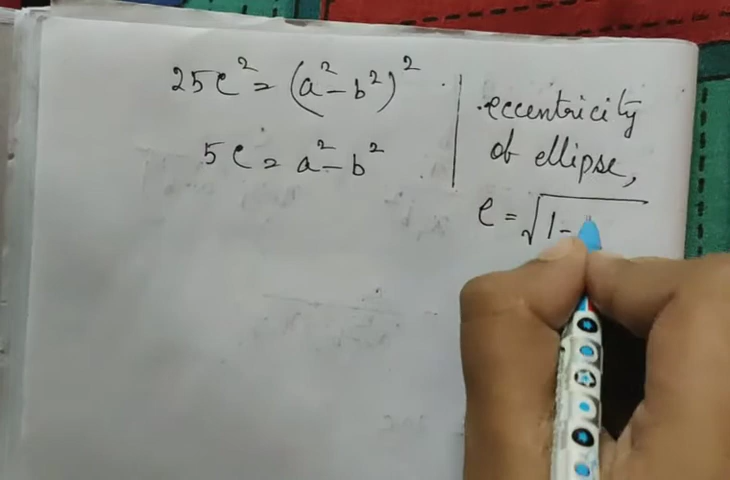 25e² = (a² - b²)²
5e = a² - b²
eccentricity
of ellipse,
e = √1 -